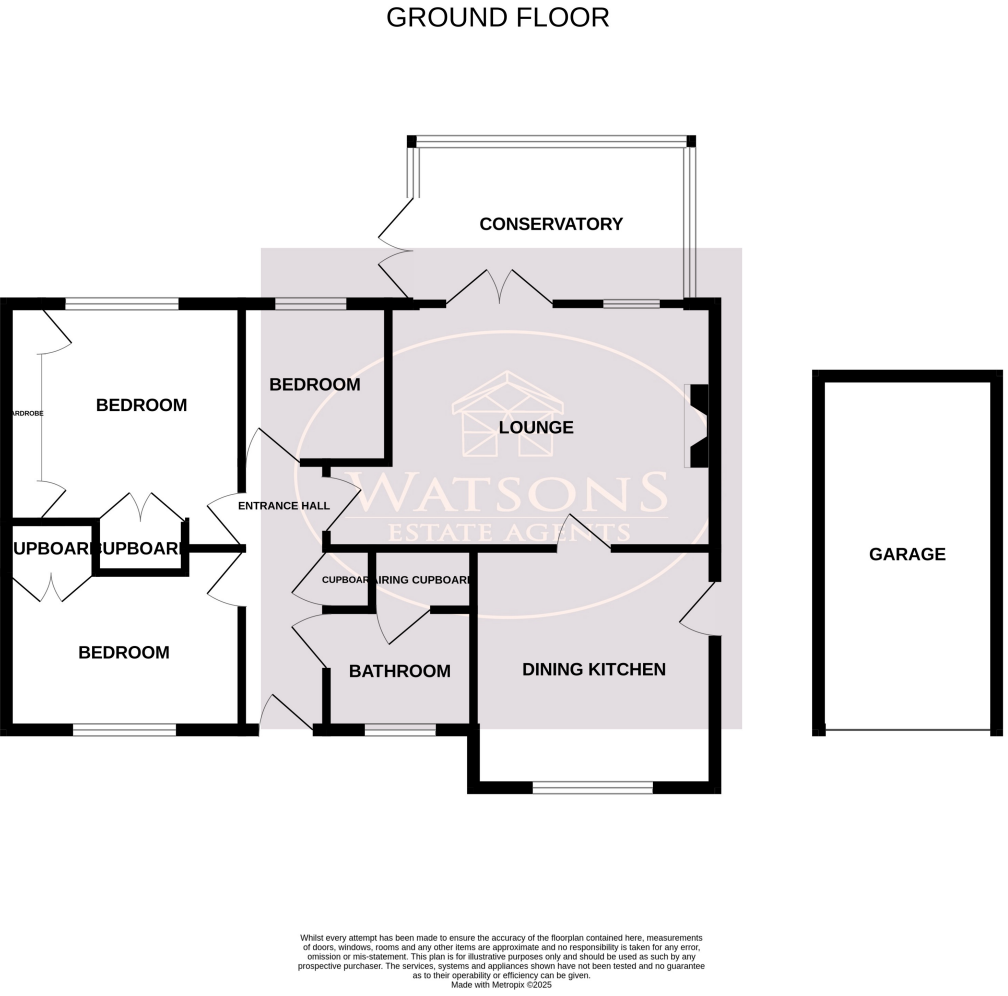 GROUND FLOOR
CONSERVATORY
BEDROOM
LOUNGE
BEDROOM
ARDROBE
WATSONS
ESTATE AGENTS
ENTRANCE HALL
UPBOARD
CUPBOARD
GARAGE
CUPBOARD
AIRING CUPBOARD
BEDROOM
BATHROOM
DINING KITCHEN
Whilst every attempt has been made to ensure the accuracy of the floorplan contained here, measurements
of doors, windows, rooms and any other items are approximate and no responsibility is taken for any error,
omission or mis-statement. This plan is for illustrative purposes only and should be used as such by any
prospective purchaser. The services, systems and appliances shown have not been tested and no guarantee
as to their operability or efficiency can be given.
Made with Metropix ©2025